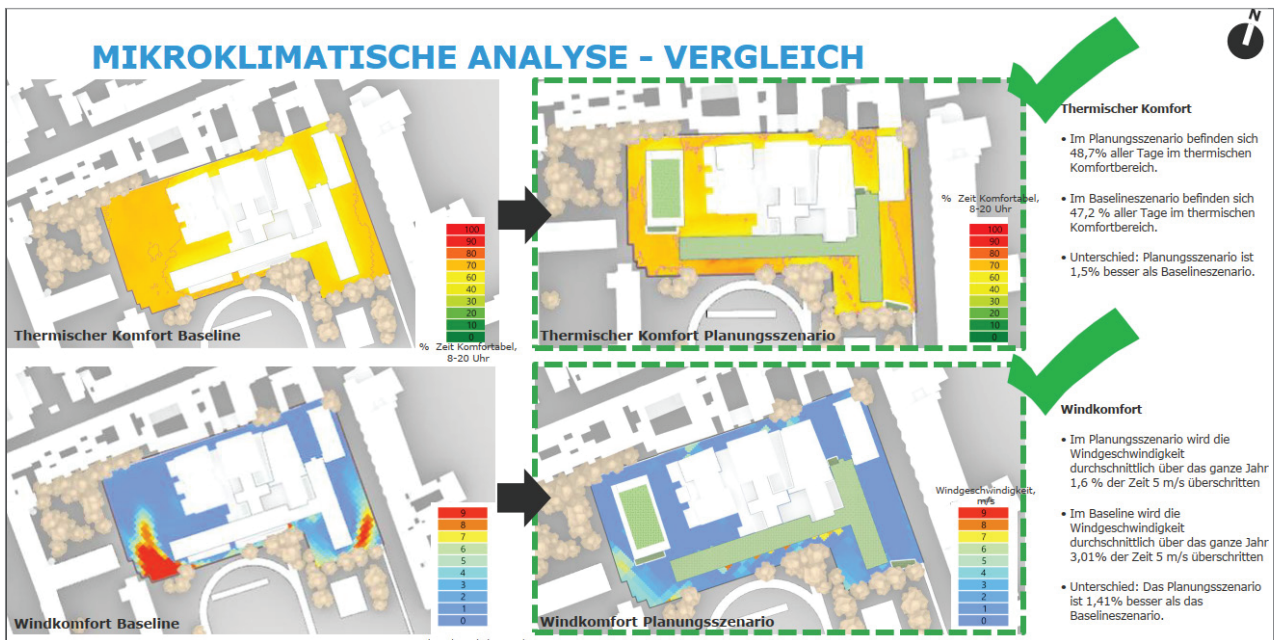 N
MIKROKLIMATISCHE ANALYSE - VERGLEICH
Thermischer Komfort Baseline
100
90
80
70
60
40
30
20
10
0
% Zeit Komfortabel,
8-20 Uhr
Thermischer Komfort Planungsszenario
% Zeit Komfortabel,
8-20 Uhr
100
90
80
70
60
40
30
20
10
0
Thermischer Komfort
• Im Planungsszenario befinden sich
48,7% aller Tage im thermischen
Komfortbereich.
• Im Baselineszenario befinden sich
47,2 % aller Tage im thermischen
Komfortbereich.
• Unterschied: Planungsszenario ist
1,5% besser als Baselineszenario.
Windkomfort Baseline
9
8
7
6
5
4
3
2
1
0
Windkomfort Planungsszenario
Windgeschwindigkeit,
m/s
9
8
7
6
5
4
3
2
1
0
Windkomfort
• Im Planungsszenario wird die
Windgeschwindigkeit
durchschnittlich über das ganze Jahr
1,6 % der Zeit 5 m/s überschritten
• Im Baseline wird die
Windgeschwindigkeit
durchschnittlich über das ganze Jahr
3,01% der Zeit 5 m/s überschritten
• Unterschied: Das Planungsszenario
ist 1,41% besser als das
Baselineszenario.